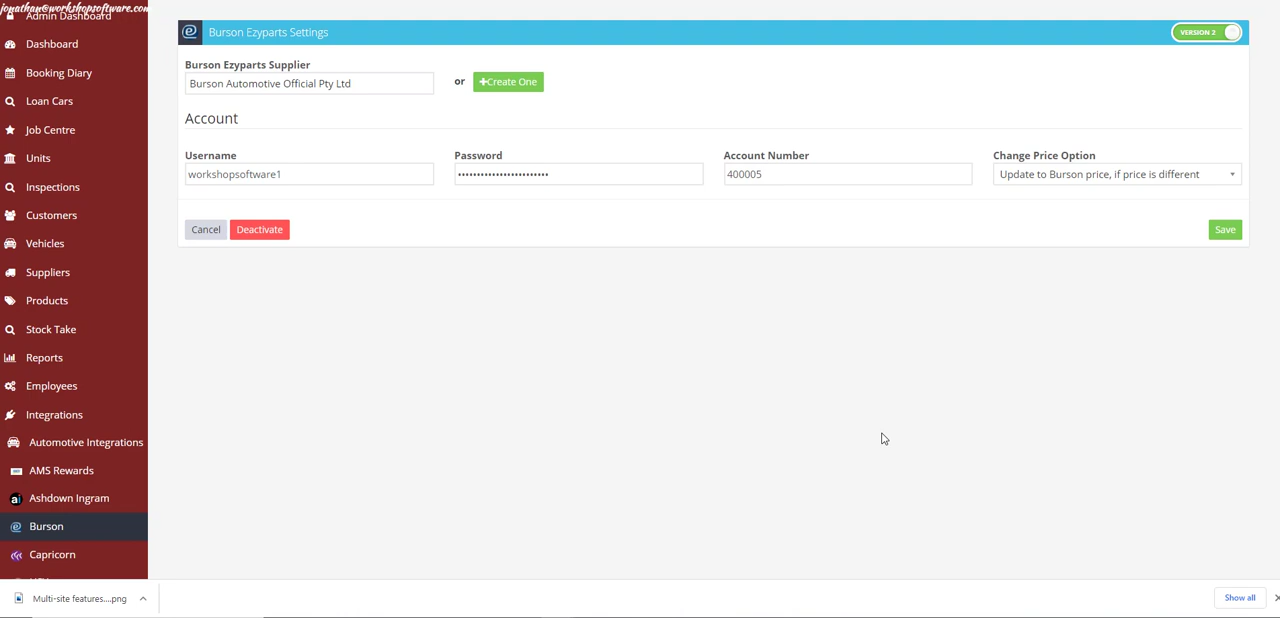 jonathan@workshopsoftware.com
Admin Dashboard
Dashboard
Booking Diary
Loan Cars
Job Centre
Units
Inspections
Customers
Vehicles
Suppliers
Products
Stock Take
Reports
Employees
Integrations
Automotive Integrations
AMS Rewards
ai Ashdown Ingram
Burson
Capricorn
Burson Ezyparts Settings
VERSION 2
Burson Ezyparts Supplier
Burson Automotive Official Pty Ltd
or +Create One
Account
Username Password Account Number Change Price Option
workshopsoftware1 •••••••••••••••••••••••• 400005 Update to Burson price, if price is different
Cancel Deactivate Save
Multi-site features....png Show all